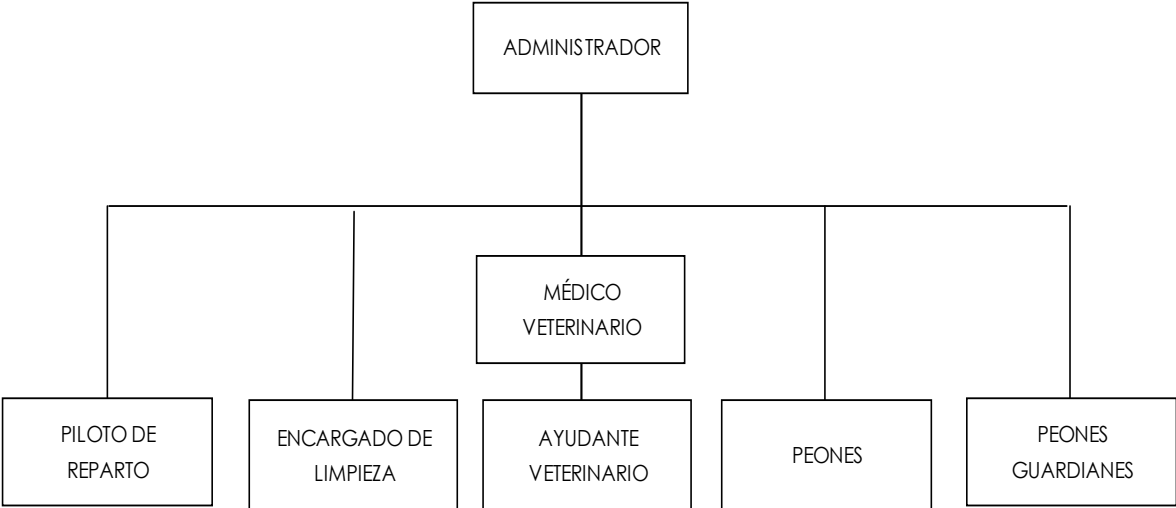 ADMINISTRADOR
MÉDICO
VETERINARIO
PILOTO DE
REPARTO
ENCARGADO DE
LIMPIEZA
AYUDANTE
VETERINARIO
PEONES
PEONES
GUARDIANES